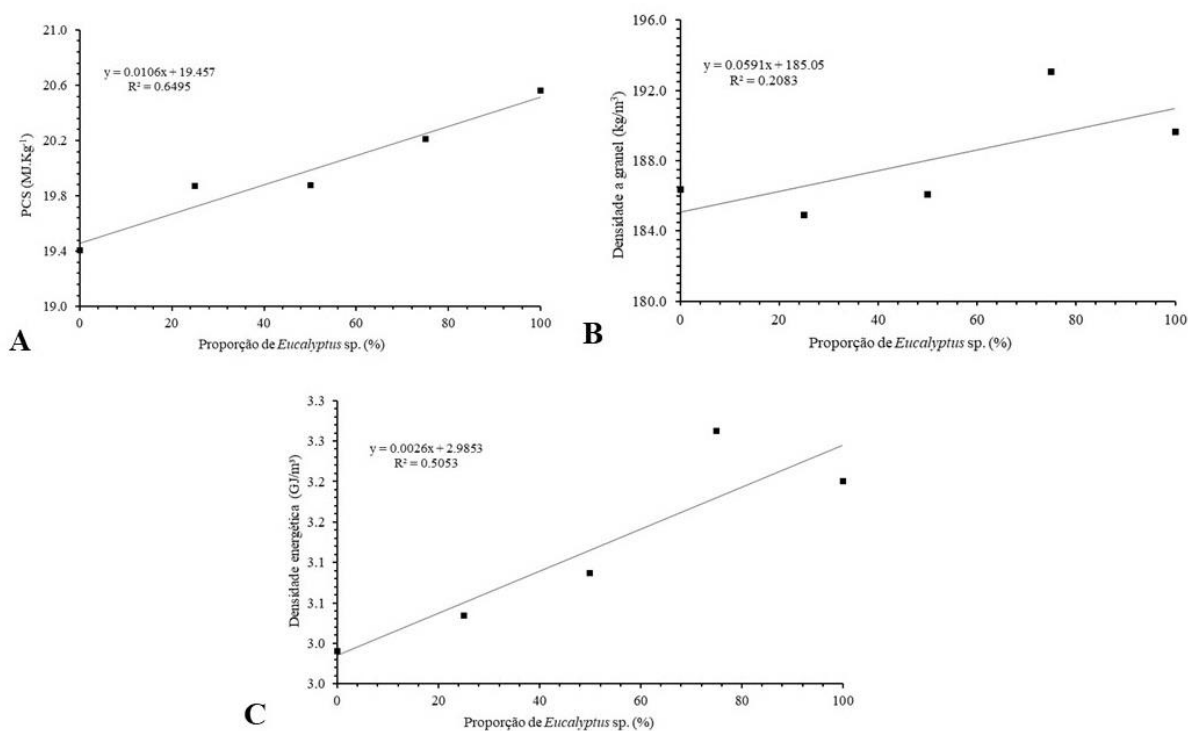 21.0
20.6
20.2
19.8
19.4
19.0
PCS (MJ.Kg-1)
y = 0.0106x + 19.457
R² = 0.6495
0 20 40 60 80 100
Proporção de Eucalyptus sp. (%)
A
196.0
192.0
188.0
184.0
180.0
Densidade a granel (kg/m³)
y = 0.0591x + 185.05
R² = 0.2083
0 20 40 60 80 100
Proporção de Eucalyptus sp. (%)
B
3.3
3.3
3.2
3.2
3.1
3.1
3.0
3.0
Densidade energética (GJ/m³)
y = 0.0026x + 2.9853
R² = 0.5053
0 20 40 60 80 100
Proporção de Eucalyptus sp. (%)
C